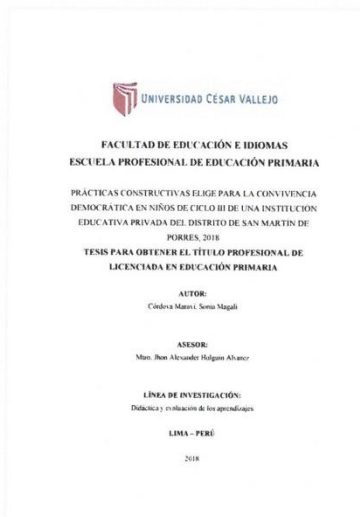 UNIVERSIDAD CÉSAR VALLEJO
FACULTAD DE EDUCACIÓN E IDIOMAS
ESCUELA PROFESIONAL DE EDUCACIÓN PRIMARIA
PRÁCTICAS CONSTRUCTIVAS ELIGE PARA LA CONVIVENCIA
DEMOCRÁTICA EN NIÑOS DE CICLO III DE UNA INSTITUCION
EDUCATIVA PRIVADA DEL DISTRITO DE SAN MARTIN DE
PORRES, 2018
TESIS PARA OBTENER EL TÍTULO PROFESIONAL DE
LICENCIADA EN EDUCACIÓN PRIMARIA
AUTOR:
Córdova Maraví, Sonia Magali
ASESOR:
Mtro. Jhon Alexander Holguin Alvarez
LÍNEA DE INVESTIGACIÓN:
Didáctica y evaluación de los aprendizajes
LIMA – PERÚ
2018